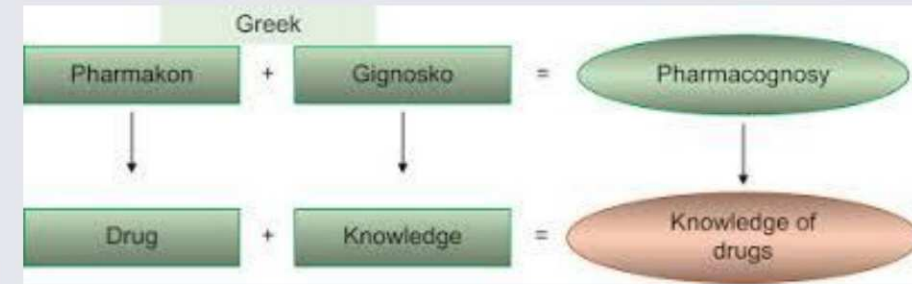 Greek
Pharmakon + Gignosko = Pharmacognosy
Drug + Knowledge = Knowledge of
drugs